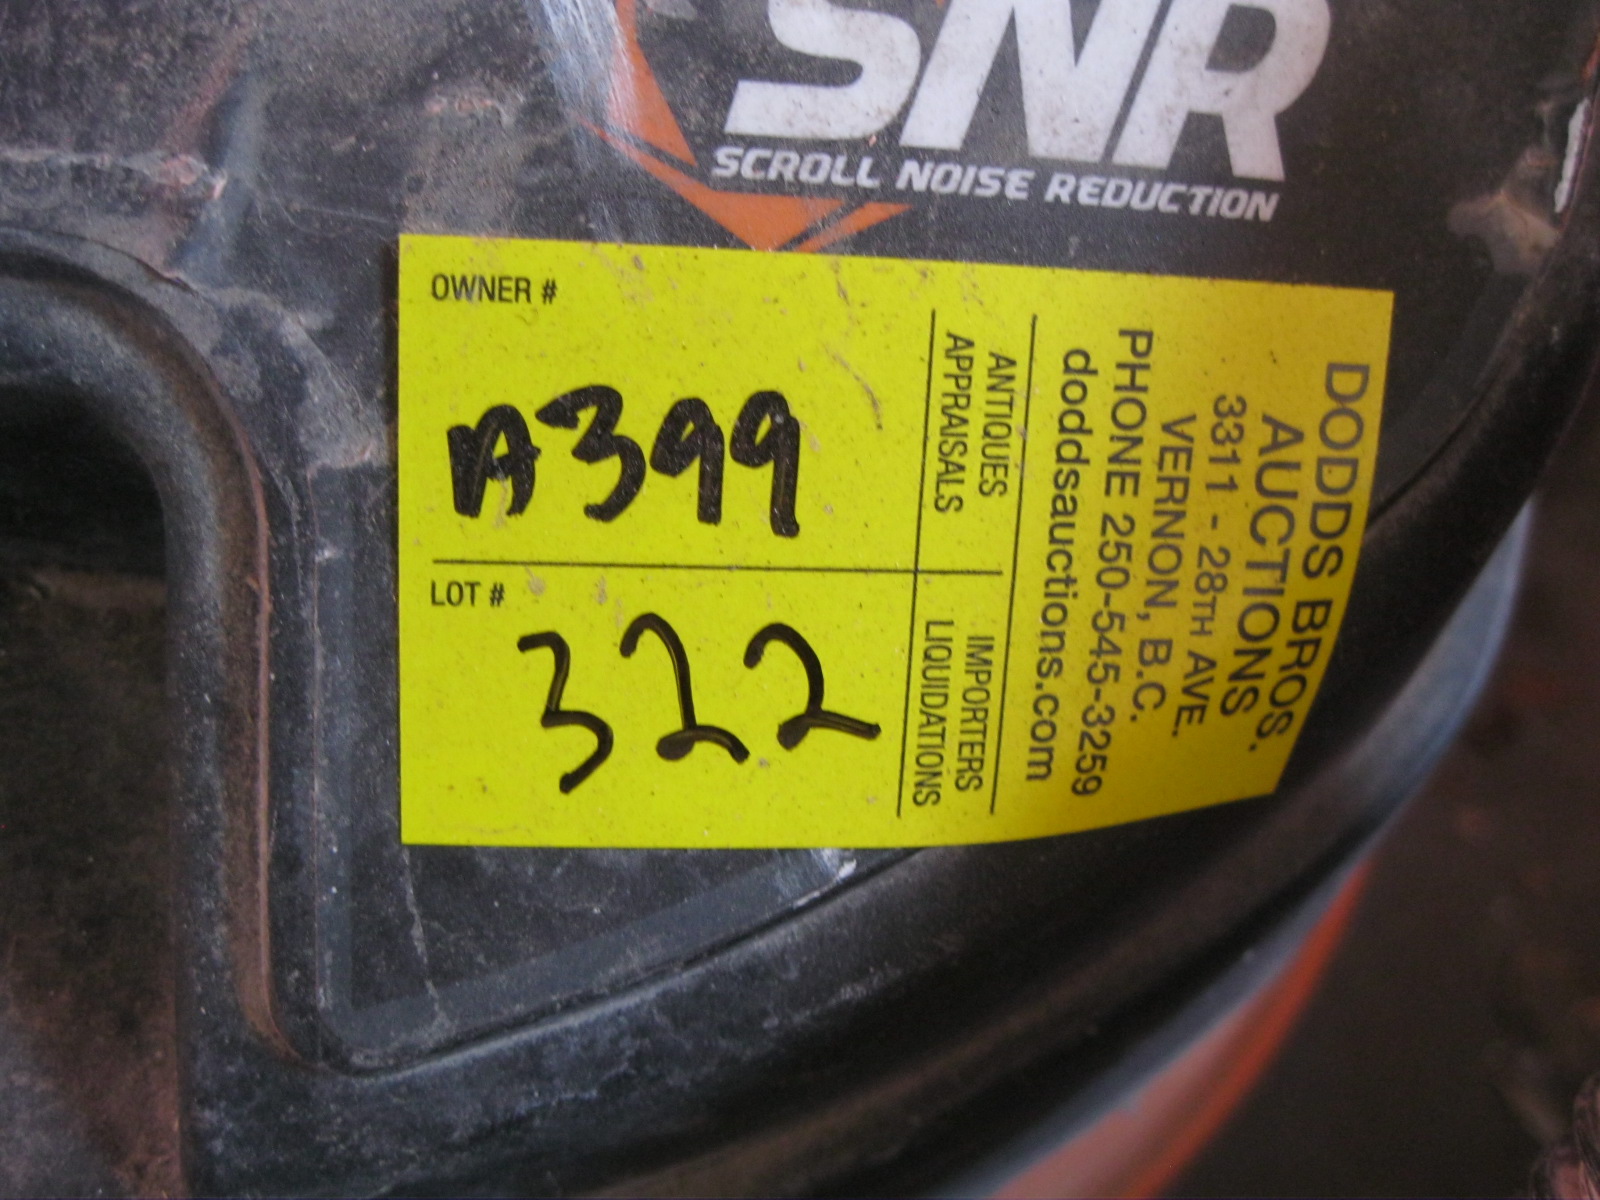 SNR
SCROLL NOISE REDUCTION
OWNER #
A399
LOT #
322
ANTIQUES
APPRAISALS
IMPORTERS
LIQUIDATIONS
DODDS BROS.
AUCTIONS
3311 - 28TH AVE.
VERNON, B.C.
PHONE 250-545-3259
doddsauctions.com